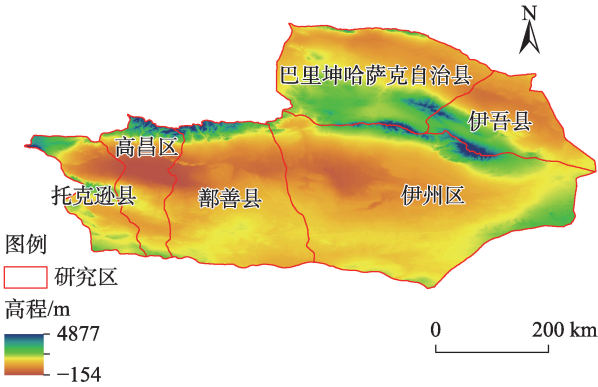 N
巴里坤哈萨克自治县
伊吾县
高昌区
托克逊县
鄯善县
伊州区
图例
研究区
高程/m
4877
−154
0 200 km